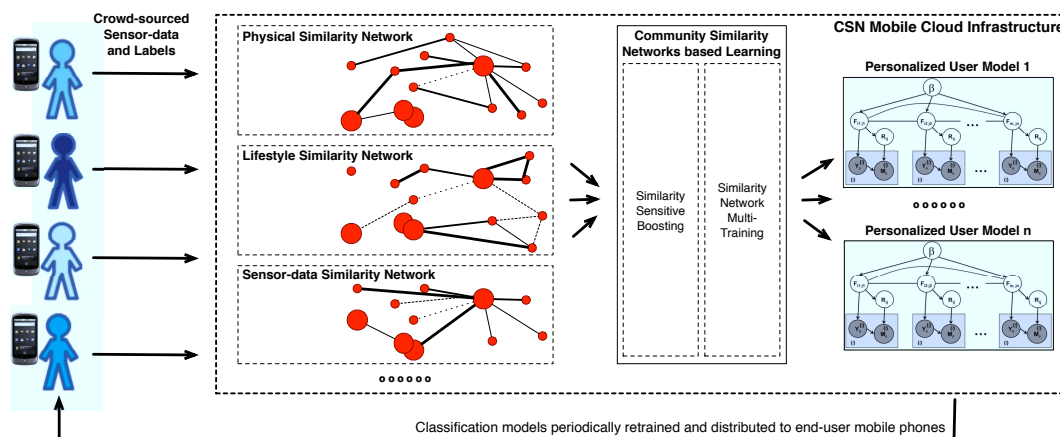 Crowd-sourced
Sensor-data
and Labels
Physical Similarity Network
Lifestyle Similarity Network
Sensor-data Similarity Network
Community Similarity
Networks based Learning
Similarity
Sensitive
Boosting
Similarity
Network
Multi-
Training
CSN Mobile Cloud Infrastructure
Personalized User Model 1
β
...
...
Personalized User Model n
β
...
...
Classification models periodically retrained and distributed to end-user mobile phones